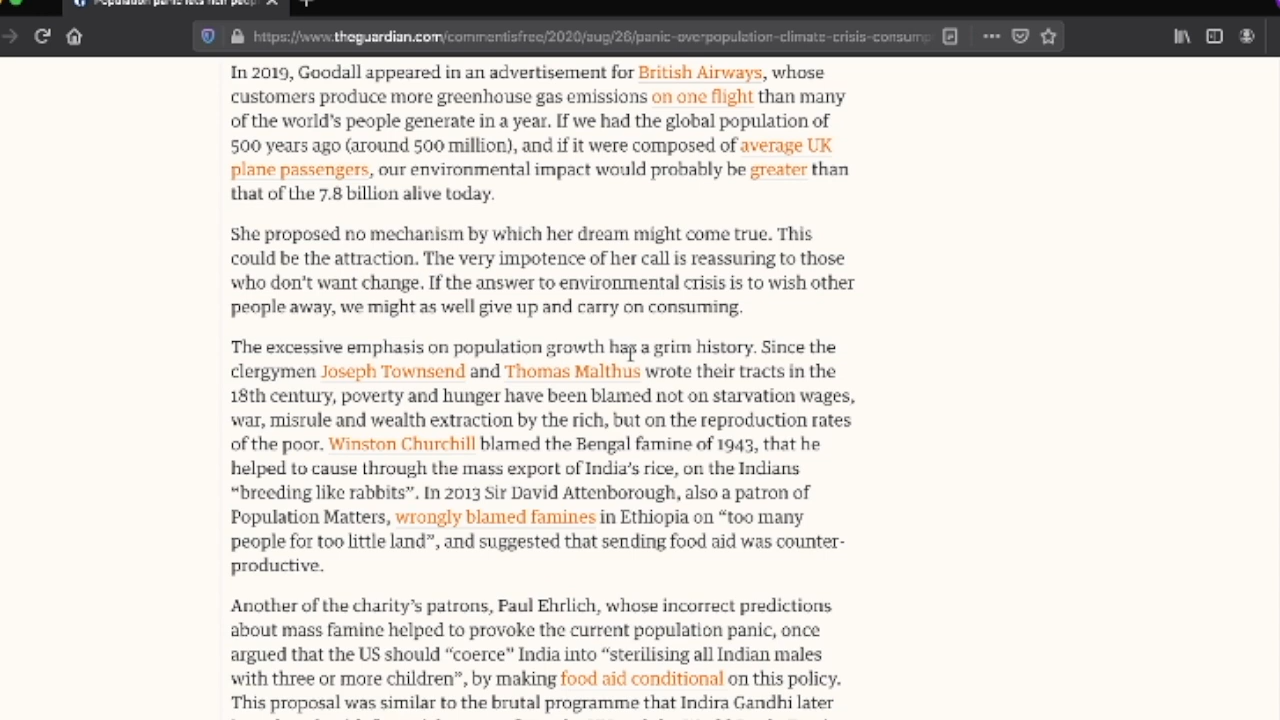 Population panic lets rich peop
https://www.theguardian.com/commentisfree/2020/aug/26/panic-overpopulation-climate-crisis-consump
In 2019, Goodall appeared in an advertisement for British Airways, whose
customers produce more greenhouse gas emissions on one flight than many
of the world's people generate in a year. If we had the global population of
500 years ago (around 500 million), and if it were composed of average UK
plane passengers, our environmental impact would probably be greater than
that of the 7.8 billion alive today.
She proposed no mechanism by which her dream might come true. This
could be the attraction. The very impotence of her call is reassuring to those
who don't want change. If the answer to environmental crisis is to wish other
people away, we might as well give up and carry on consuming.
The excessive emphasis on population growth has a grim history. Since the
clergymen Joseph Townsend and Thomas Malthus wrote their tracts in the
18th century, poverty and hunger have been blamed not on starvation wages,
war, misrule and wealth extraction by the rich, but on the reproduction rates
of the poor. Winston Churchill blamed the Bengal famine of 1943, that he
helped to cause through the mass export of India's rice, on the Indians
“breeding like rabbits”. In 2013 Sir David Attenborough, also a patron of
Population Matters, wrongly blamed famines in Ethiopia on “too many
people for too little land”, and suggested that sending food aid was counter-
productive.
Another of the charity's patrons, Paul Ehrlich, whose incorrect predictions
about mass famine helped to provoke the current population panic, once
argued that the US should “coerce” India into “sterilising all Indian males
with three or more children”, by making food aid conditional on this policy.
This proposal was similar to the brutal programme that Indira Gandhi later